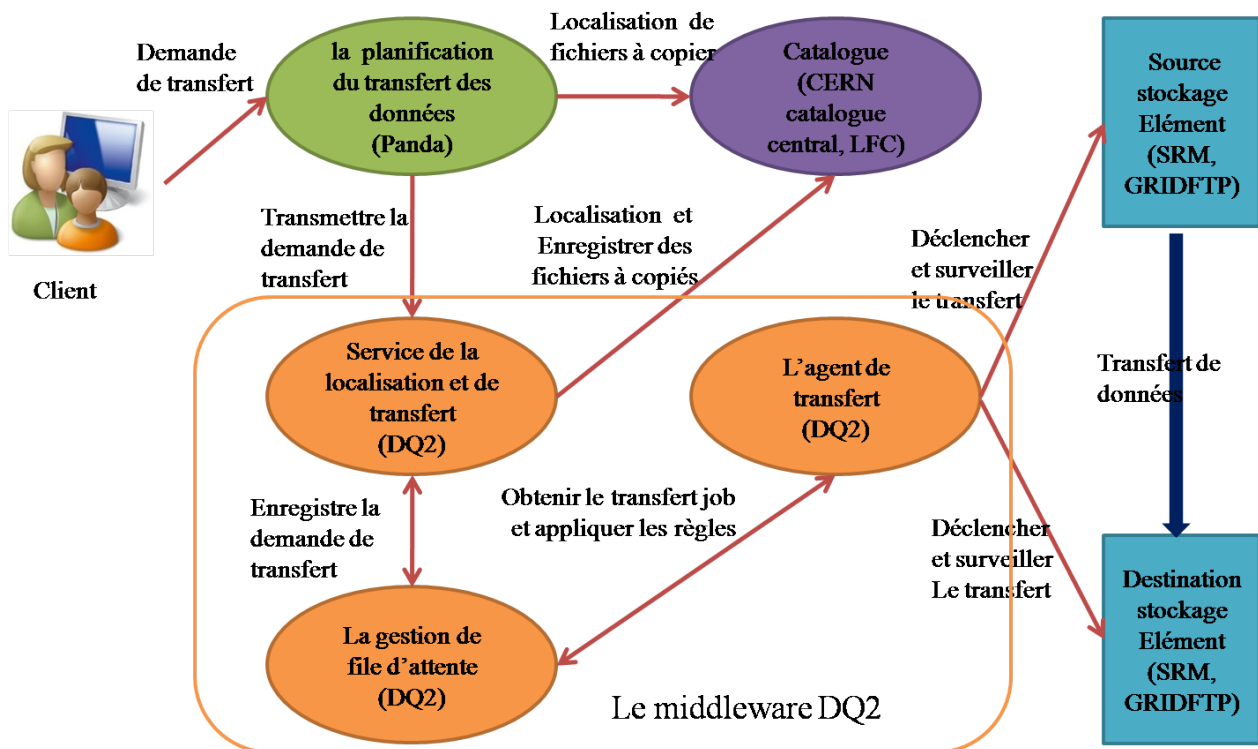 Demande
de transfert
la planification
du transfert des
données
(Panda)
Localisation de
fichiers à copier
Catalogue
(CERN
catalogue
central, LFC)
Source
stockage
Elément
(SRM,
GRIDFTP)
Client
Transmettre la
demande de
transfert
Localisation et
Enregistrer des
fichiers à copiés
Déclencher
et surveiller
le transfert
Service de la
localisation et de
transfert
(DQ2)
L’agent de
transfert
(DQ2)
Transfert de
données
Enregistre la
demande de
transfert
Obtenir le transfert job
et appliquer les règles
Déclencher
et surveiller
Le transfert
La gestion de
file d’attente
(DQ2)
Destination
stockage
Elément
(SRM,
GRIDFTP)
Le middleware DQ2